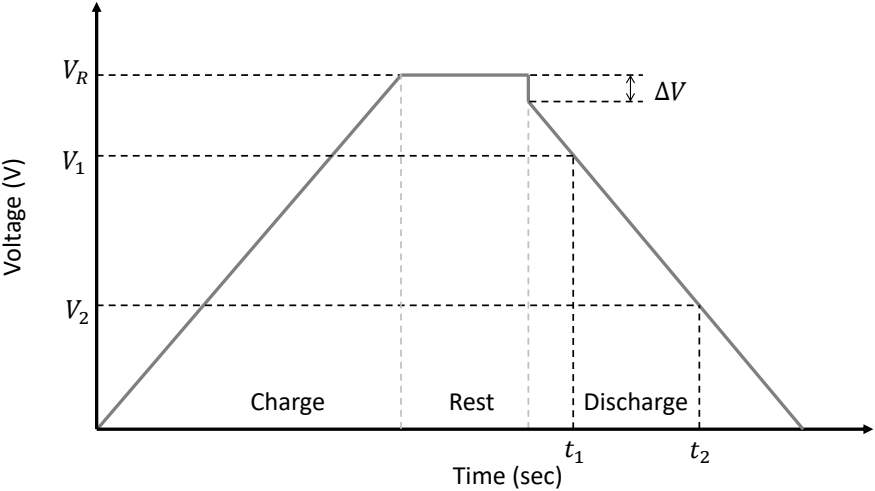 V_R
ΔV
V_1
Voltage (V)
V_2
Charge
Rest
Discharge
t_1
t_2
Time (sec)